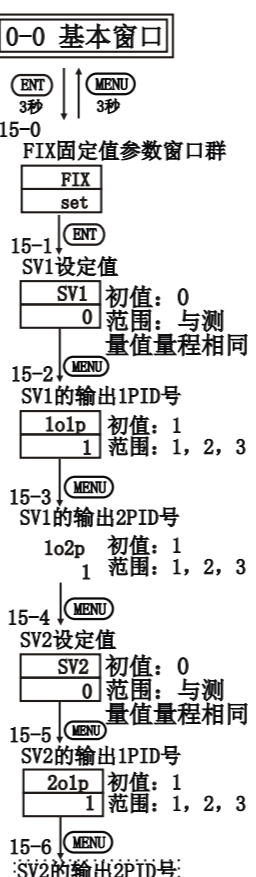 0-0 基本窗口
ENT MENU
3秒 3秒
15-0
FIX固定值参数窗口群
FIX
set
15-1 ENT
SV1设定值
SV1 初值：0
0 范围：与测
量值量程相同
15-2 MENU
SV1的输出1PID号
1o1p 初值：1
1 范围：1，2，3
15-3 MENU
SV1的输出2PID号
1o2p 初值：1
1 范围：1，2，3
15-4 MENU
SV2设定值
SV2 初值：0
0 范围：与测
量值量程相同
15-5 MENU
SV2的输出1PID号
2o1p 初值：1
1 范围：1，2，3
15-6 MENU
SV2的输出2PID号